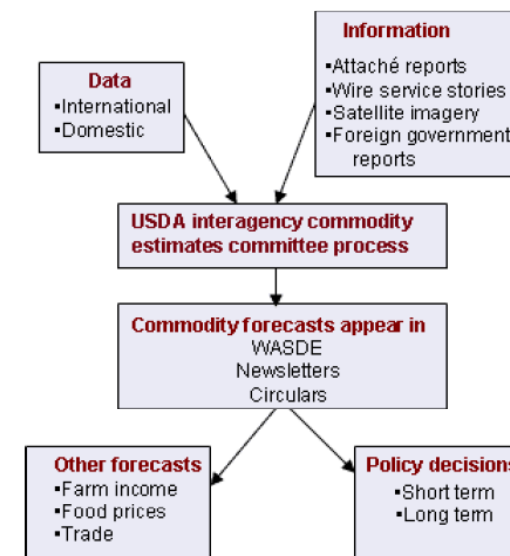 Information
▪Attaché reports
▪Wire service stories
▪Satellite imagery
▪Foreign government
reports
Data
▪International
▪Domestic
USDA interagency commodity
estimates committee process
Commodity forecasts appear in
WASDE
Newsletters
Circulars
Other forecasts
▪Farm income
▪Food prices
▪Trade
Policy decisions
▪Short term
▪Long term